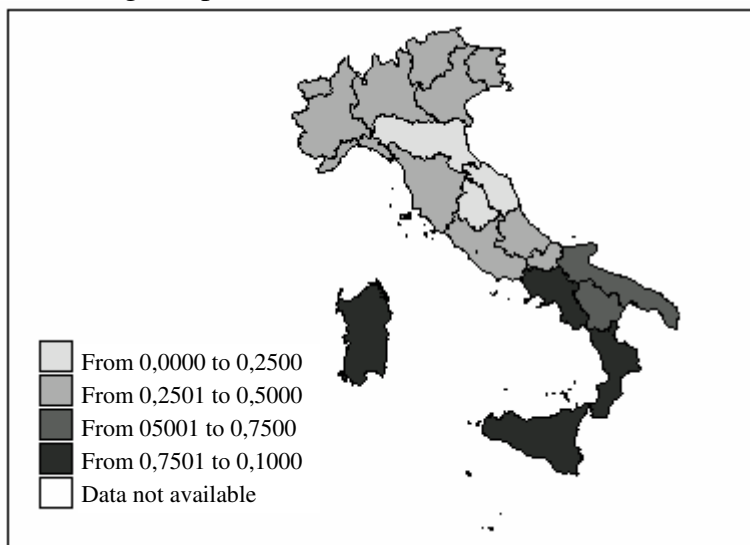 From 0,0000 to 0,2500
From 0,2501 to 0,5000
From 05001 to 0,7500
From 0,7501 to 0,1000
Data not available